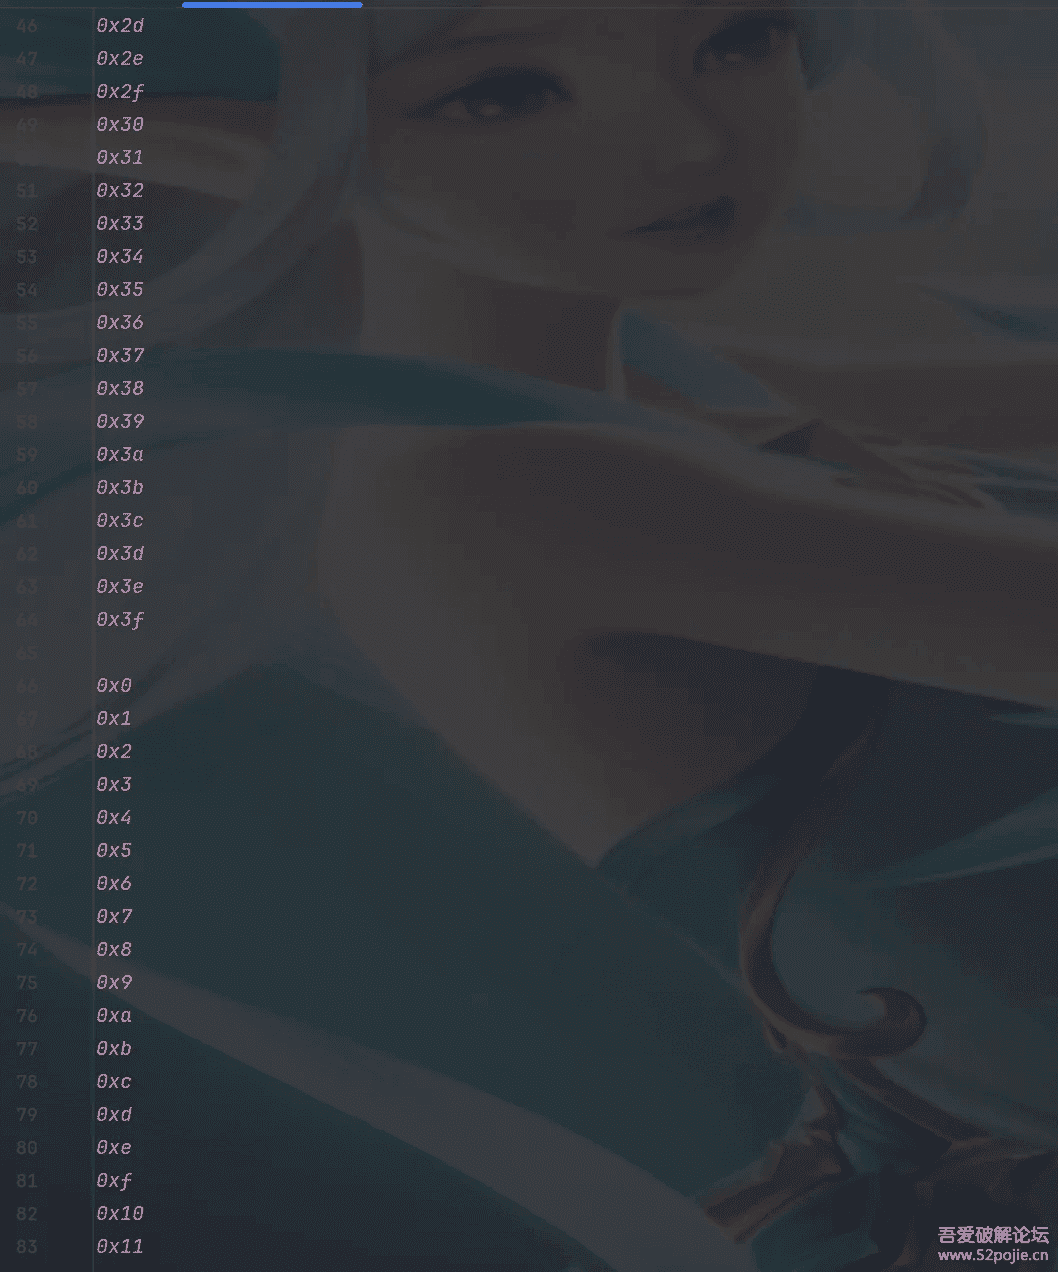 46 0x2d
47 0x2e
48 0x2f
49 0x30
0x31
51 0x32
52 0x33
53 0x34
54 0x35
55 0x36
56 0x37
57 0x38
58 0x39
59 0x3a
60 0x3b
61 0x3c
62 0x3d
63 0x3e
64 0x3f
65
66 0x0
67 0x1
68 0x2
69 0x3
70 0x4
71 0x5
72 0x6
73 0x7
74 0x8
75 0x9
76 0xa
77 0xb
78 0xc
79 0xd
80 0xe
81 0xf
82 0x10
83 0x11
吾爱破解论坛
www.52pojie.cn